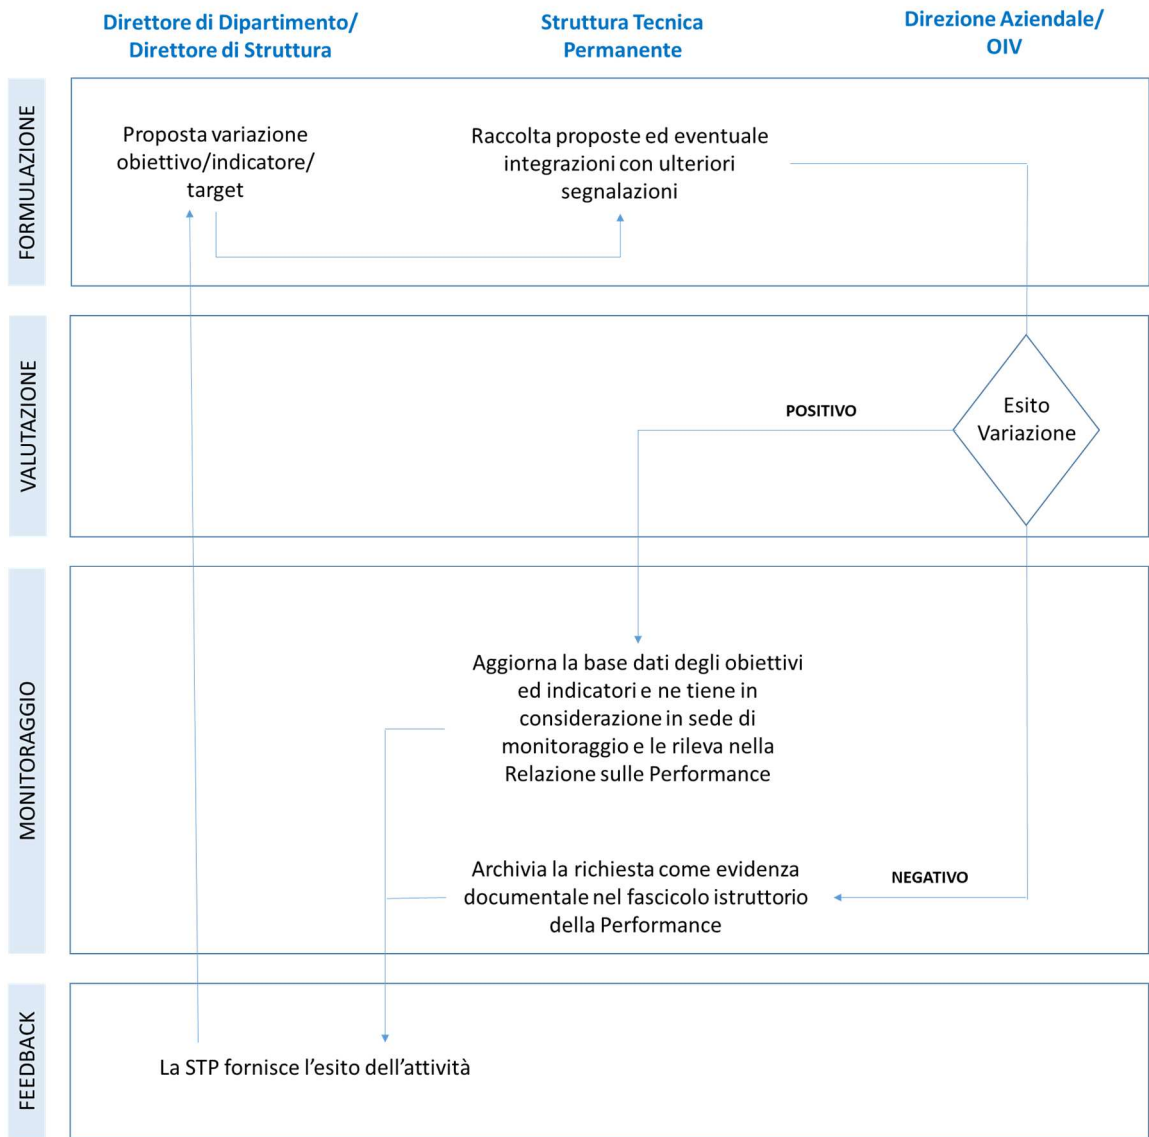 Direttore di Dipartimento/
Direttore di Struttura
Struttura Tecnica
Permanente
Direzione Aziendale/
OIV
FORMULAZIONE
Proposta variazione
obiettivo/indicatore/
target
Raccolta proposte ed eventuale
integrazioni con ulteriori
segnalazioni
VALUTAZIONE
POSITIVO
Esito
Variazione
MONITORAGGIO
Aggiorna la base dati degli obiettivi
ed indicatori e ne tiene in
considerazione in sede di
monitoraggio e le rileva nella
Relazione sulle Performance
Archivia la richiesta come evidenza
documentale nel fascicolo istruttorio
della Performance
NEGATIVO
FEEDBACK
La STP fornisce l'esito dell'attività